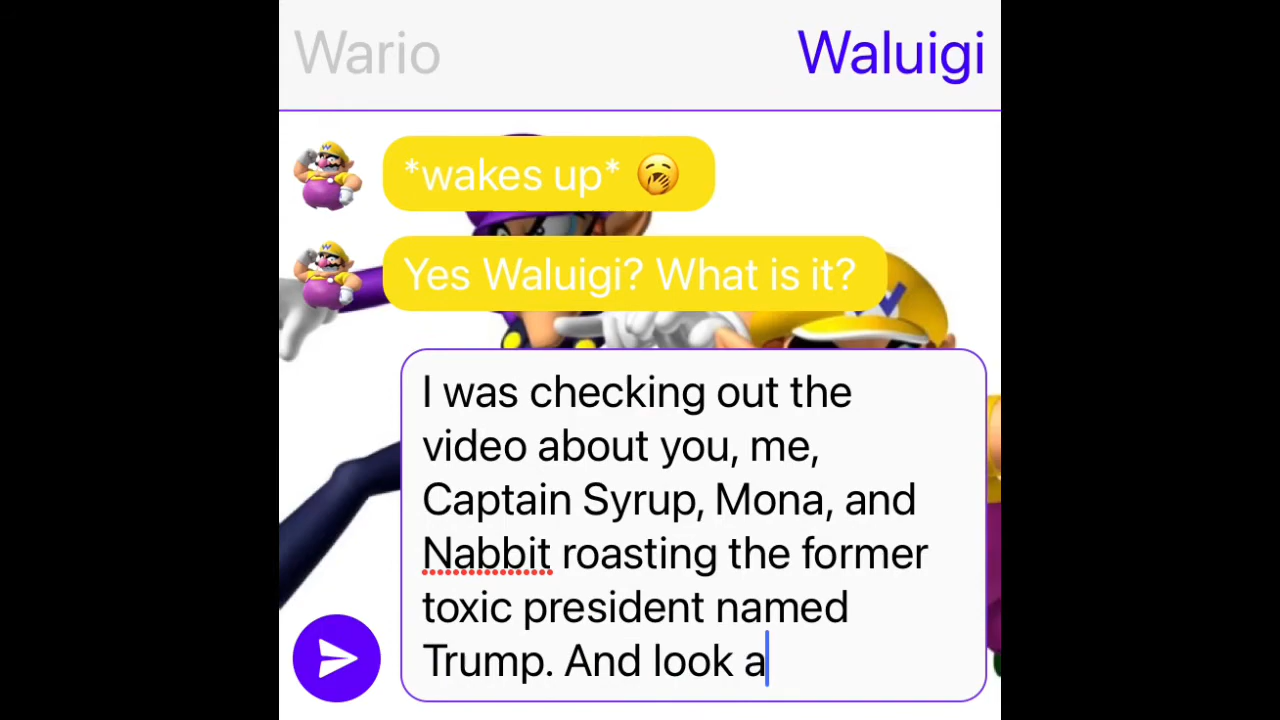 Wario Waluigi
*wakes up* 🥱
Yes Waluigi? What is it?
I was checking out the
video about you, me,
Captain Syrup, Mona, and
Nabbit roasting the former
toxic president named
Trump. And look a